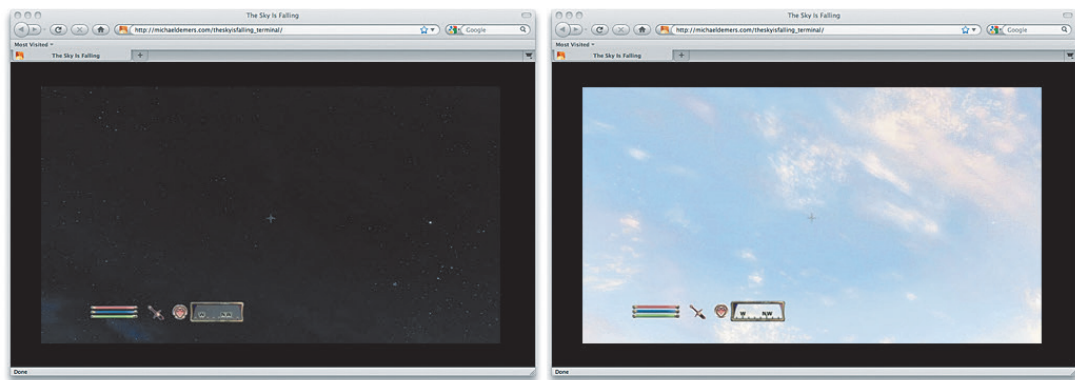 The Sky Is Falling
http://michaeldemers.com/theskyisfalling_terminal/
Google
Most Visited
The Sky Is Falling
W NW
Done
The Sky Is Falling
http://michaeldemers.com/theskyisfalling_terminal/
Google
Most Visited
The Sky Is Falling
W NW
Done